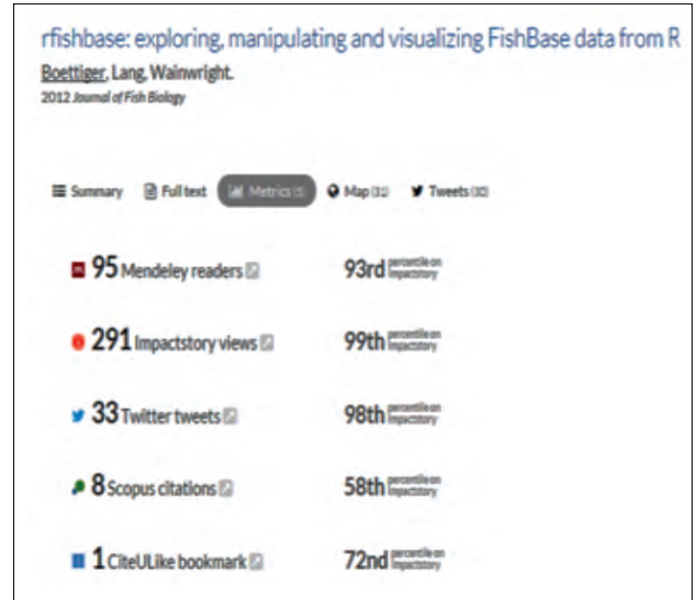 rfishbase: exploring, manipulating and visualizing FishBase data from R
Boettiger, Lang, Wainwright.
2012 Journal of Fish Biology
Summary Full text Metrics (5) Map Tweets
95 Mendeley readers 93rd percentile on Impactstory
291 Impactstory views 99th percentile on Impactstory
33 Twitter tweets 98th percentile on Impactstory
8 Scopus citations 58th percentile on Impactstory
1 CiteULike bookmark 72nd percentile on Impactstory